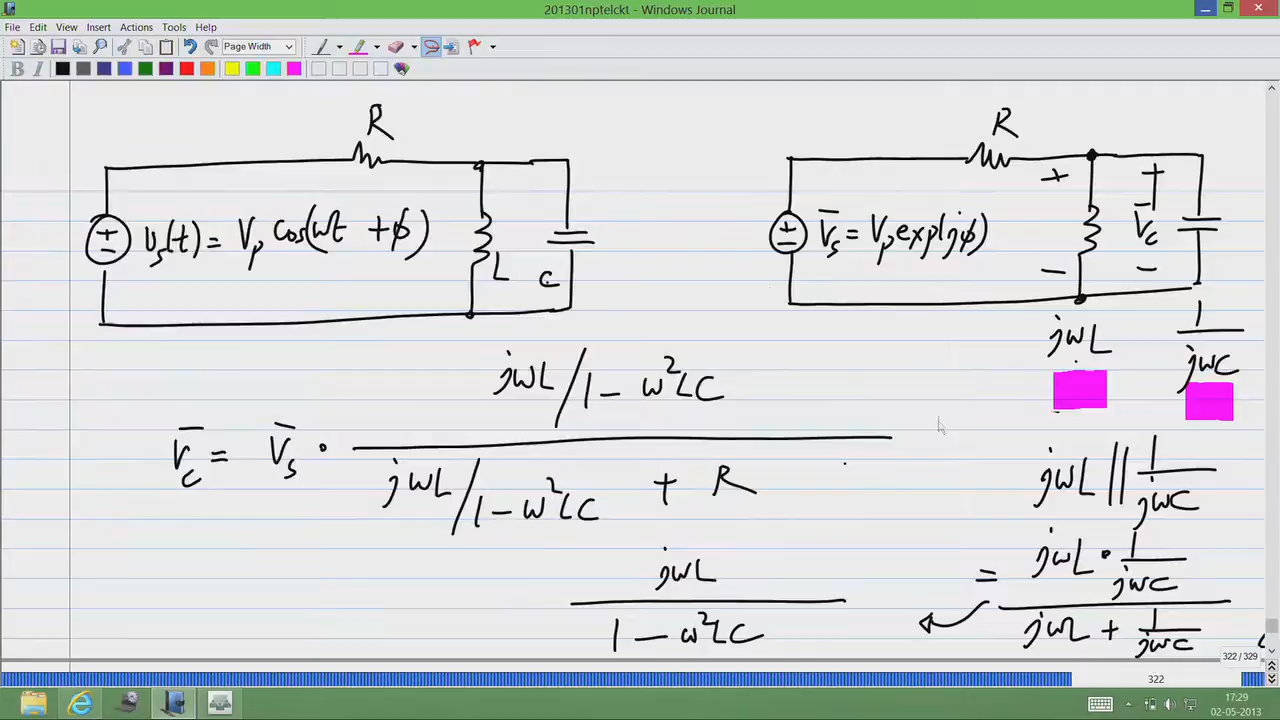 201301nptelckt - Windows Journal
File Edit View Insert Actions Tools Help
Page Width
B I
R
vs(t) = Vp cos(ωt + ϕ)
L
C
R
V̅s = Vp exp(jϕ)
+
−
+
V̅c
−
jωL
1/jωC
V̅c = V̅s · (jωL/1 − ω²LC) / (jωL/1 − ω²LC + R)
jωL / (1 − ω²LC)
jωL || 1/jωC
= (jωL · 1/jωC) / (jωL + 1/jωC)
322 / 329
322
17:29
02-05-2013